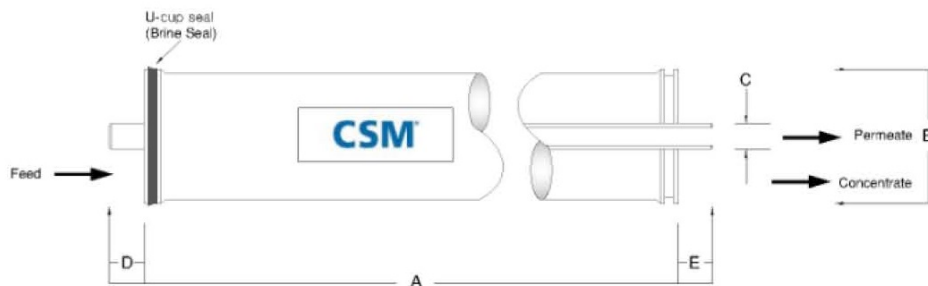 U-cup seal
(Brine Seal)
C
CSM
Permeate
B
Feed
Concentrate
D
A
E